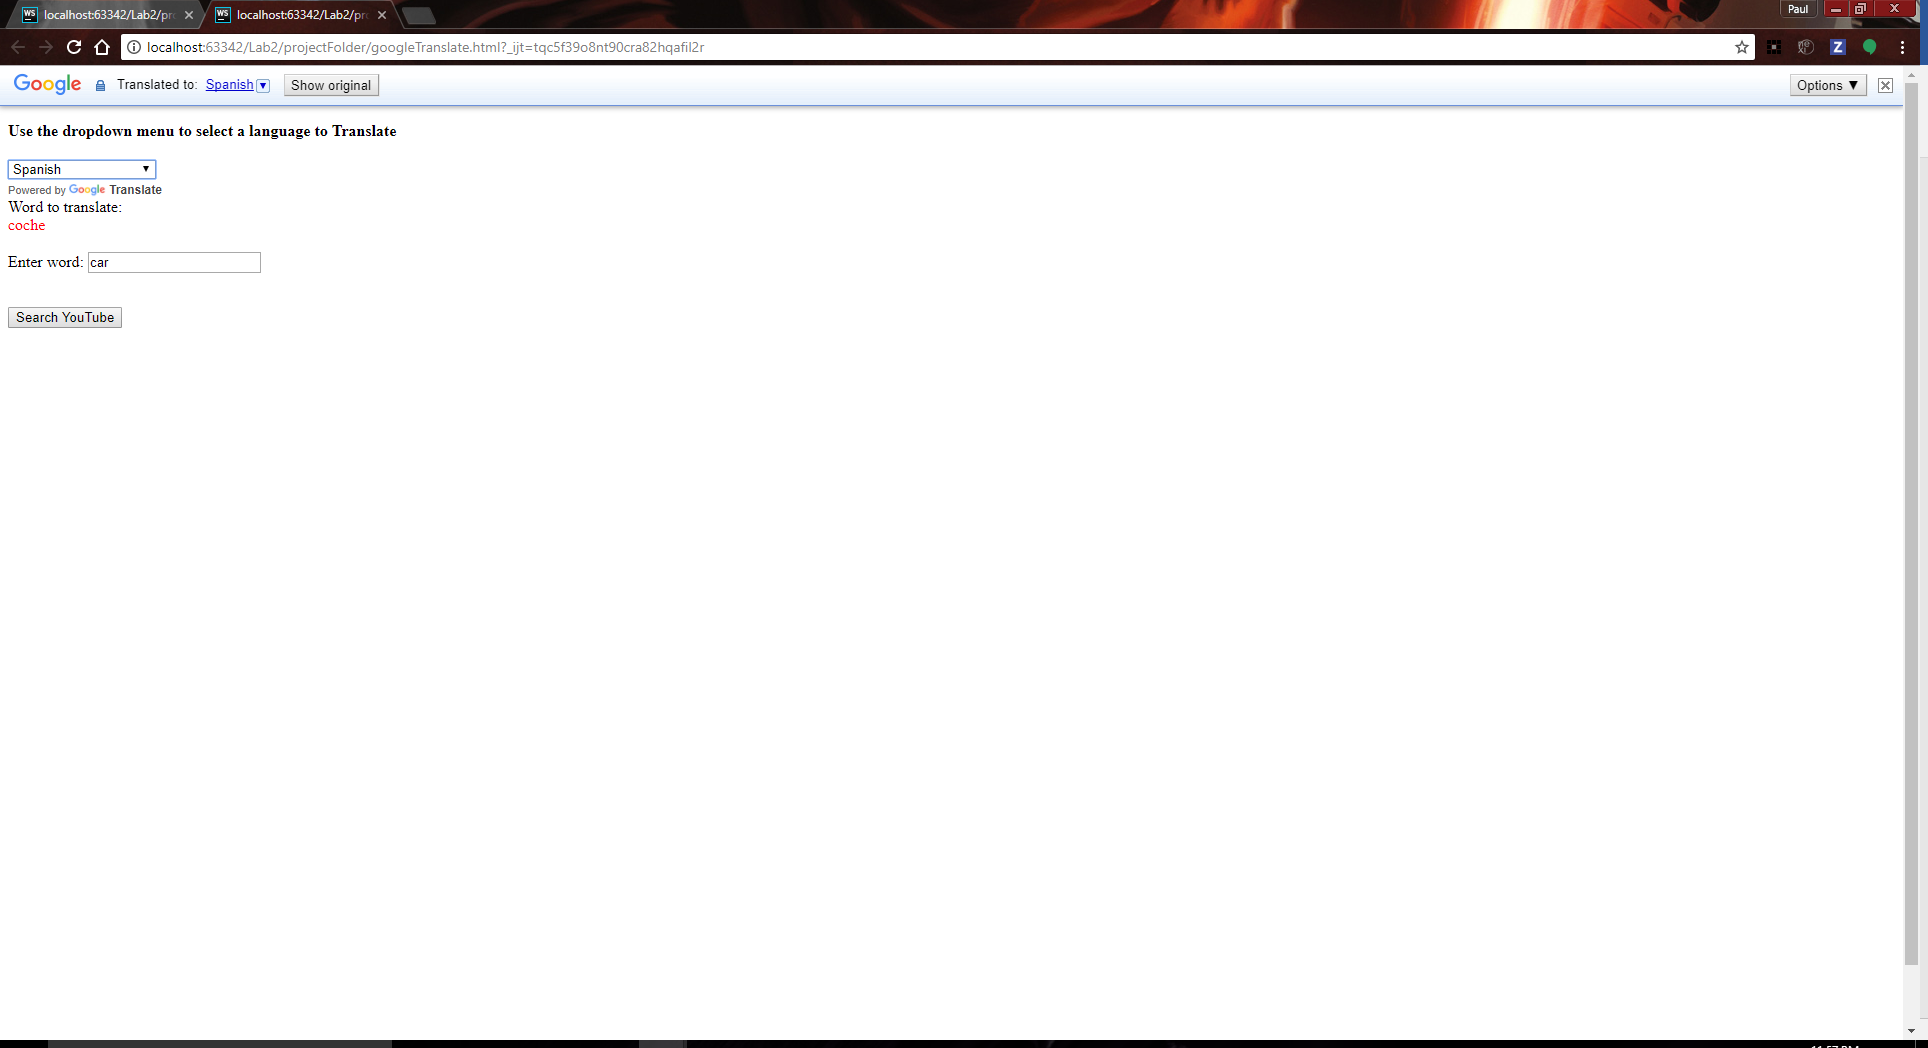 WS localhost:63342/Lab2/pr WS localhost:63342/Lab2/pr Paul
localhost:63342/Lab2/projectFolder/googleTranslate.html?_ijt=tqc5f39o8nt90cra82hqafil2r Z
Google Translated to: Spanish ▼ Show original Options ▼
Use the dropdown menu to select a language to Translate
Spanish
Powered by Google Translate
Word to translate:
coche
Enter word: car
Search YouTube